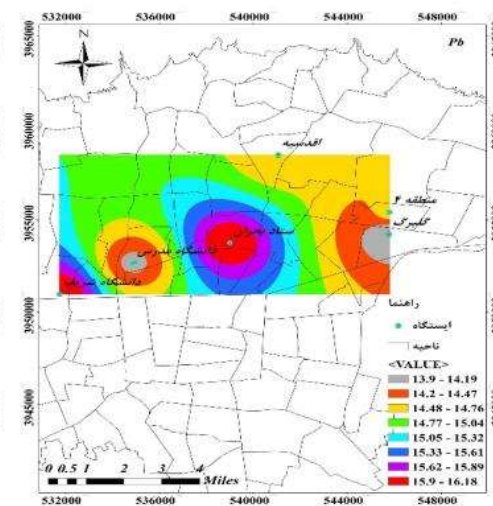 532000 536000 540000 544000 548000
3965000
3960000
3955000
3950000
3945000
N
Pb
اقدسیه
منطقه ۴
گلبرگ
ستاد بحران
دانشگاه مدرس
دانشگاه شریف
راهنما
ایستگاه
ناحیه
<VALUE>
13.9 - 14.19
14.2 - 14.47
14.48 - 14.76
14.77 - 15.04
15.05 - 15.32
15.33 - 15.61
15.62 - 15.89
15.9 - 16.18
0 0.5 1 2 3 4
Miles
532000 536000 540000 544000 548000